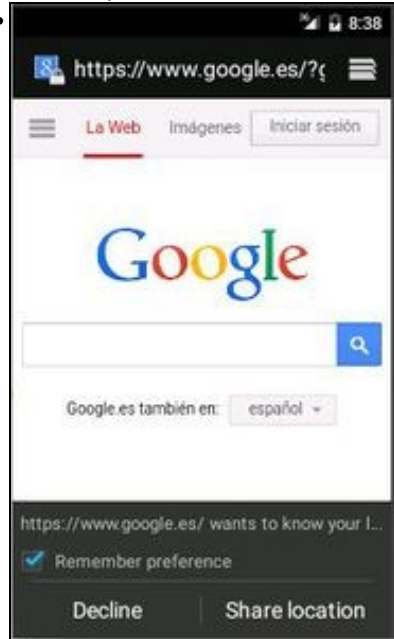 8:38
https://www.google.es/?g
La Web Imágenes Iniciar sesión
Google
Google.es también en: español
https://www.google.es/ wants to know your l...
Remember preference
Decline Share location